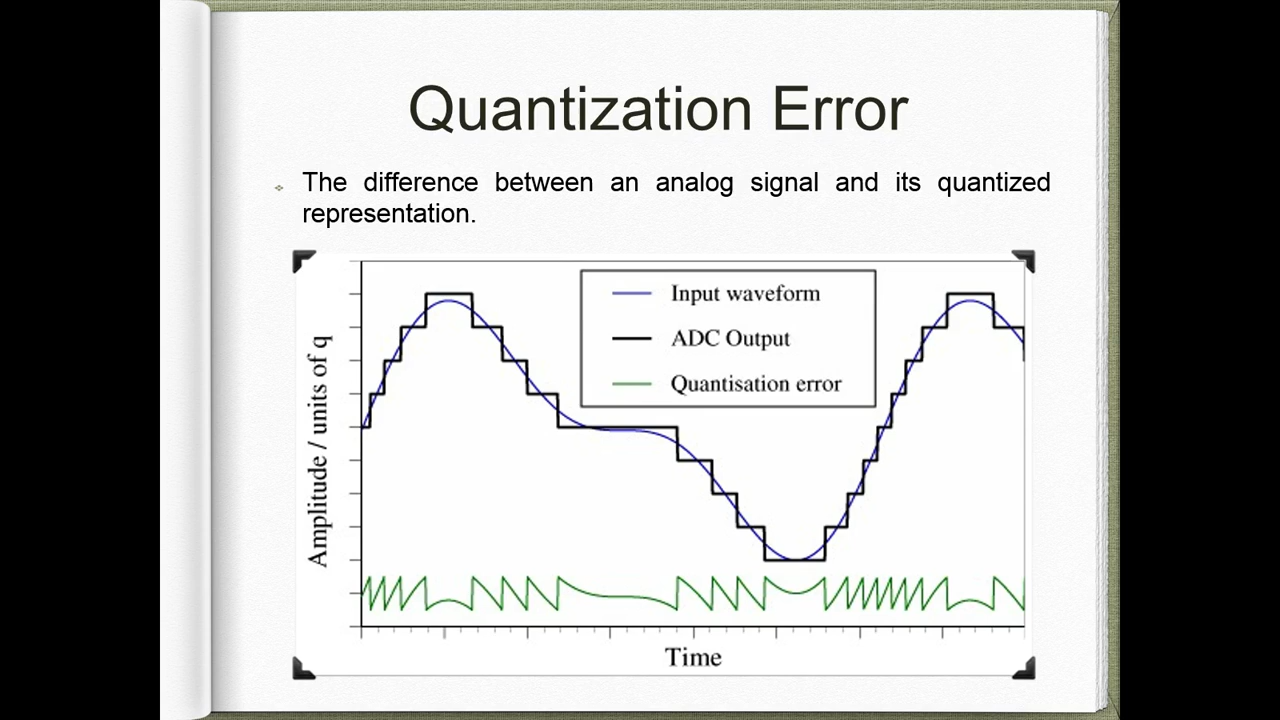 Quantization Error
The difference between an analog signal and its quantized
representation.
Input waveform
ADC Output
Quantisation error
Amplitude / units of q
Time